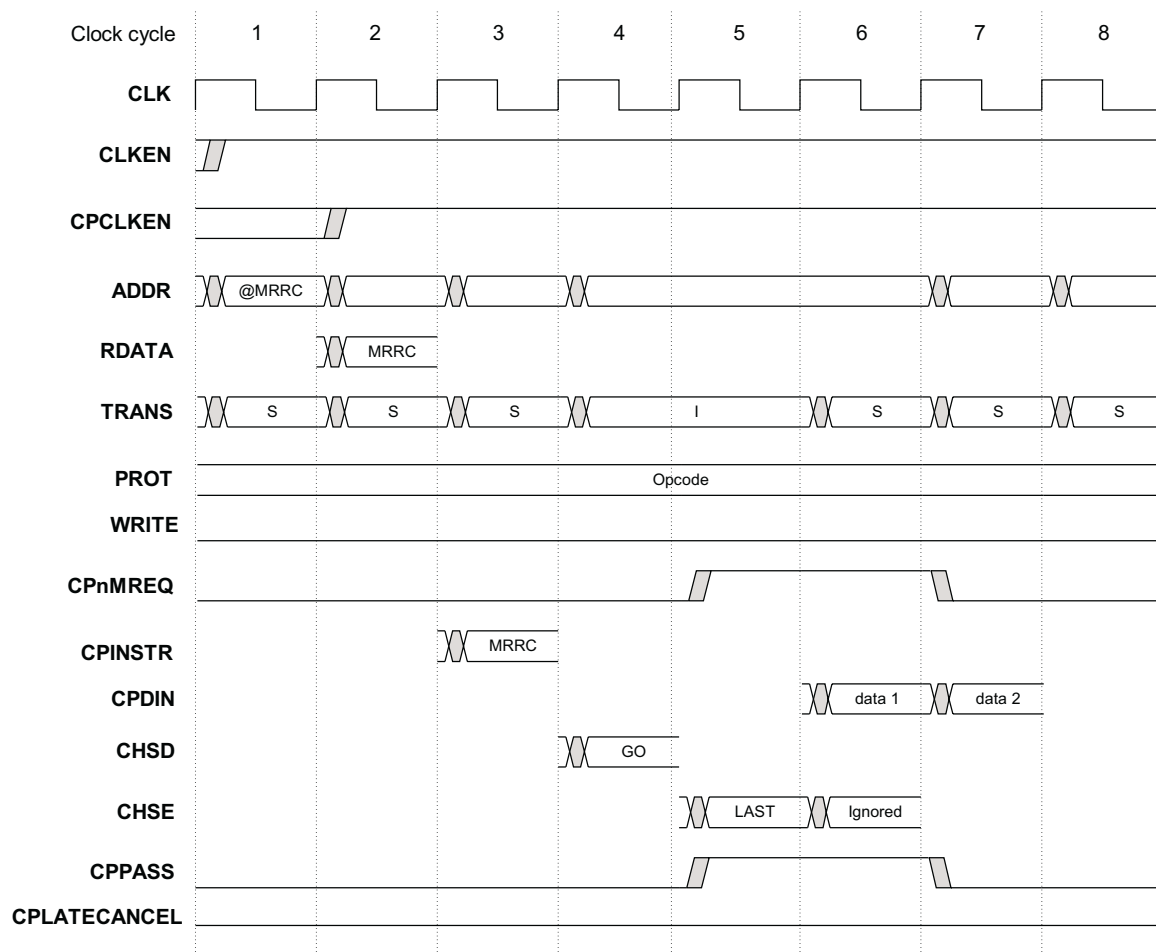 Clock cycle 1 2 3 4 5 6 7 8
CLK
CLKEN
CPCLKEN
ADDR @MRRC
RDATA MRRC
TRANS S S S I S S S
PROT Opcode
WRITE
CPnMREQ
CPINSTR MRRC
CPDIN data 1 data 2
CHSD GO
CHSE LAST Ignored
CPPASS
CPLATECANCEL